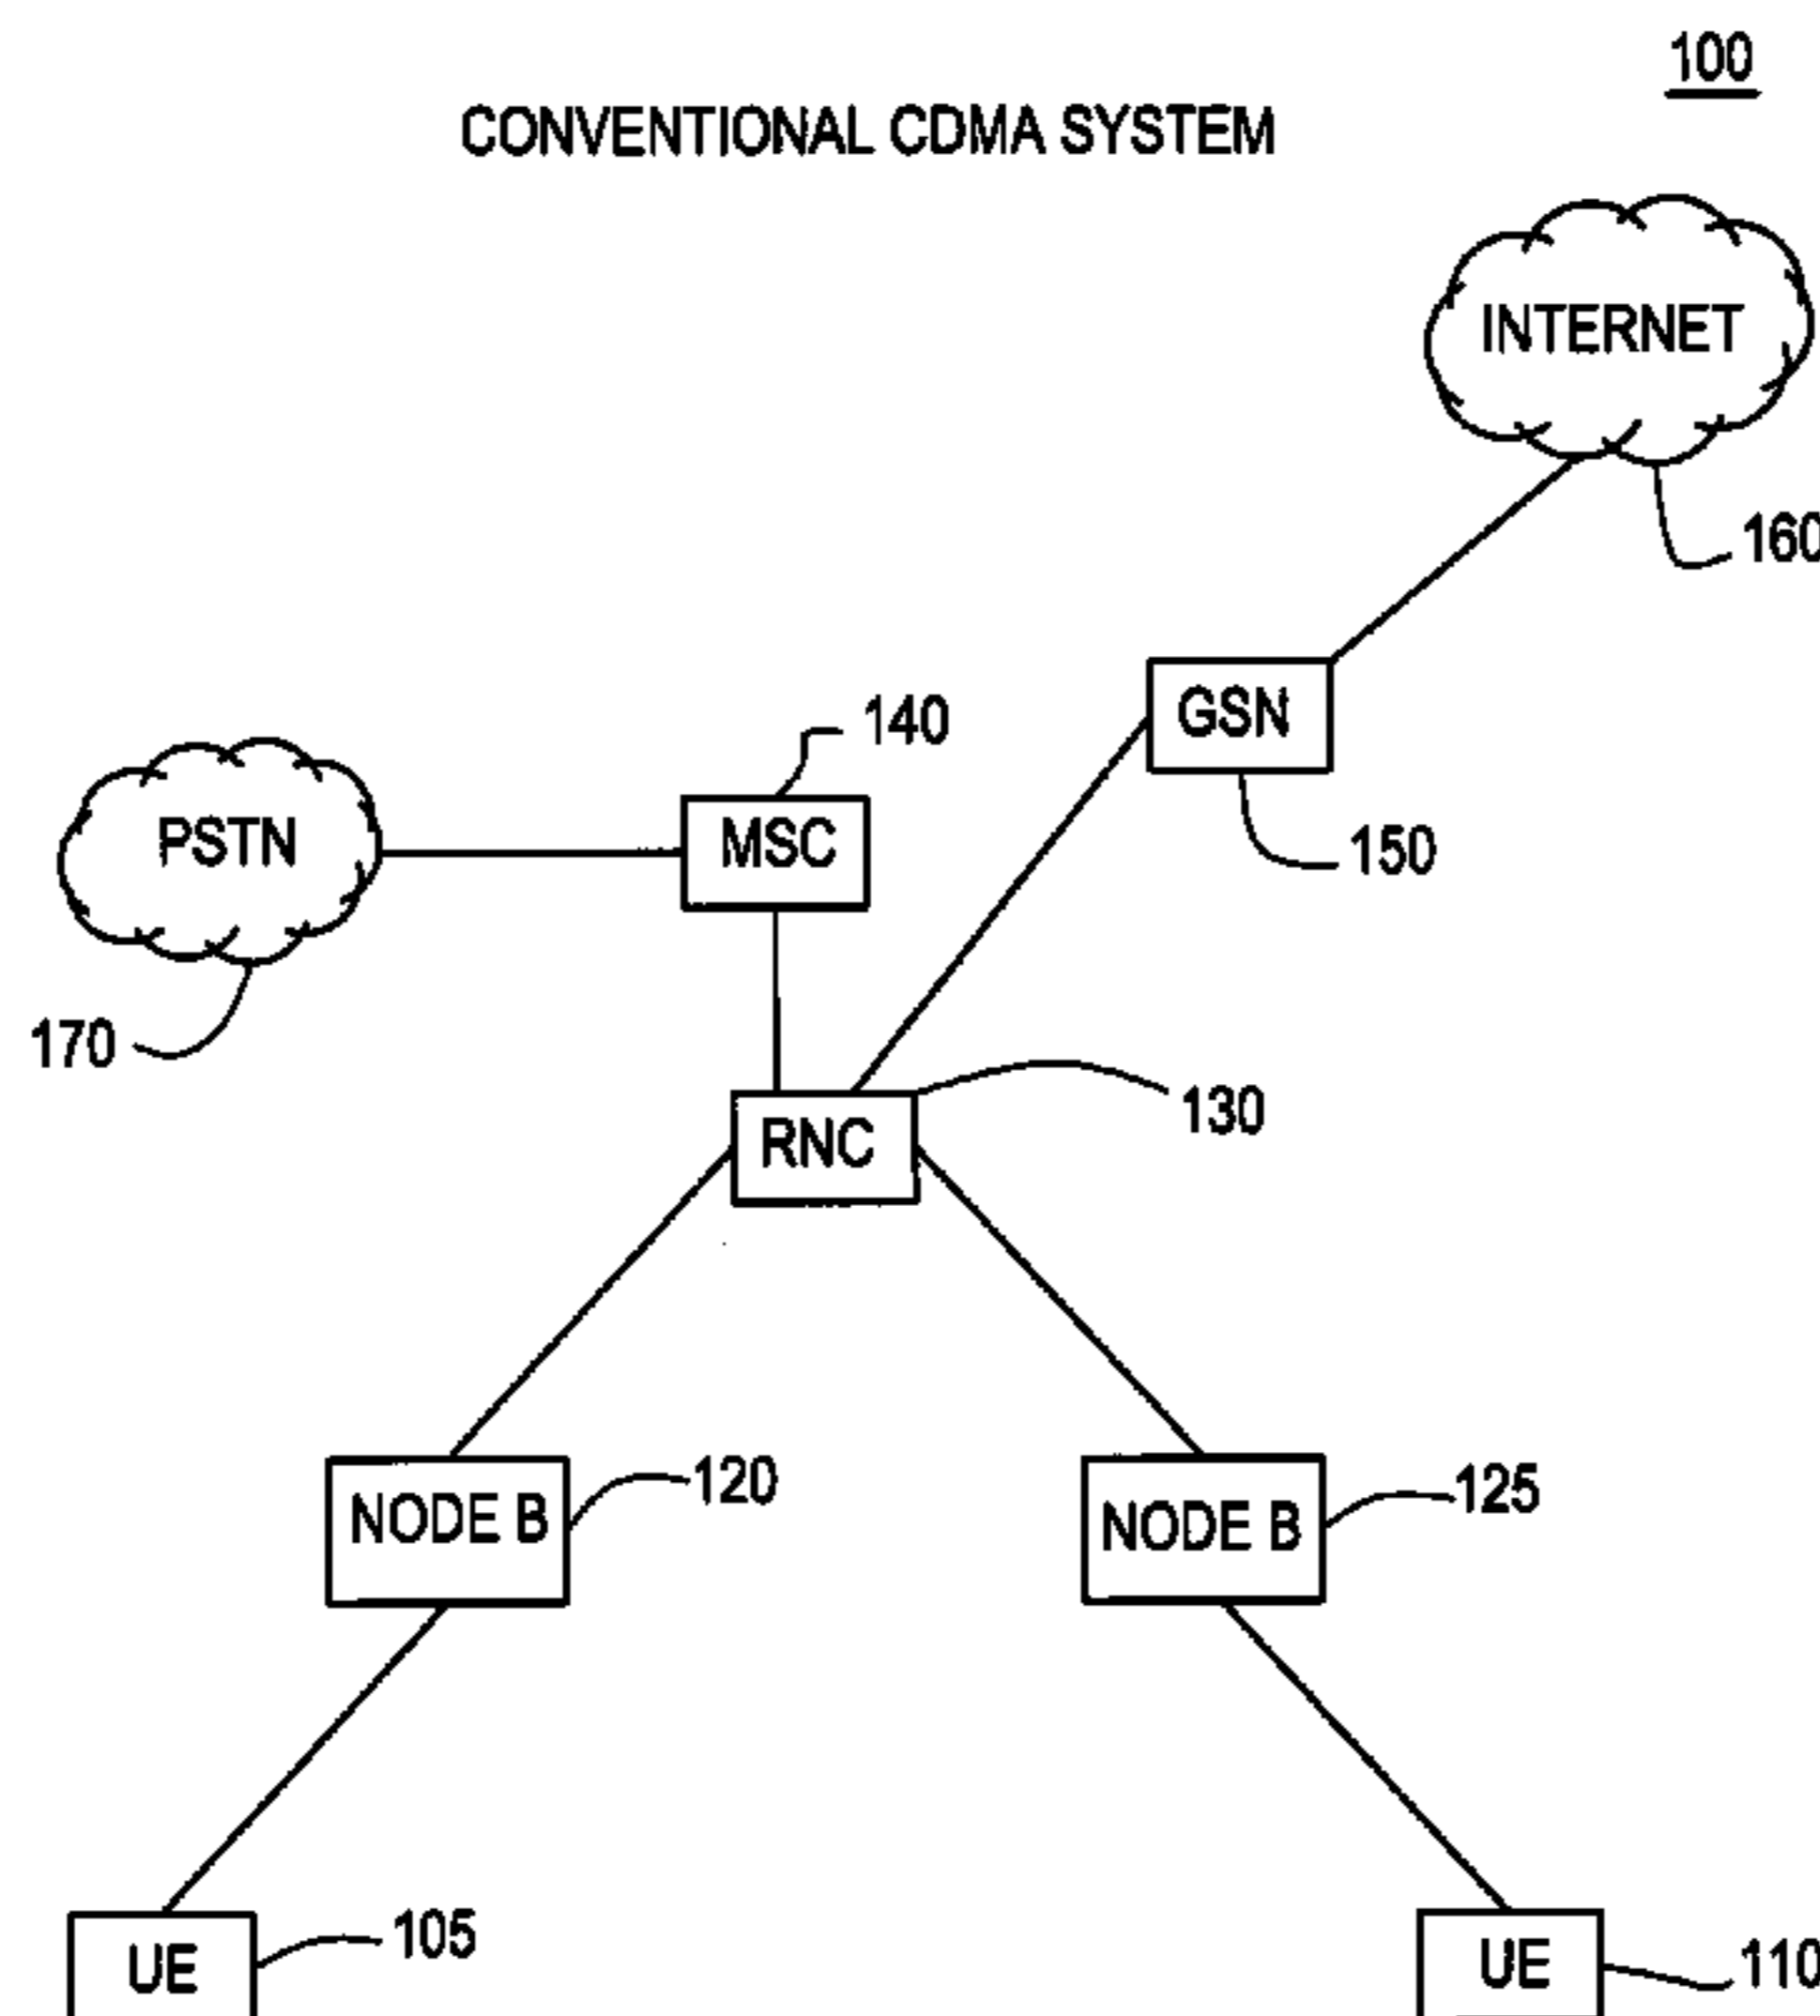 100
CONVENTIONAL CDMA SYSTEM
INTERNET
160
GSN
140
MSC
PSTN
150
170
RNC
130
NODE B
120
NODE B
125
UE
105
UE
110